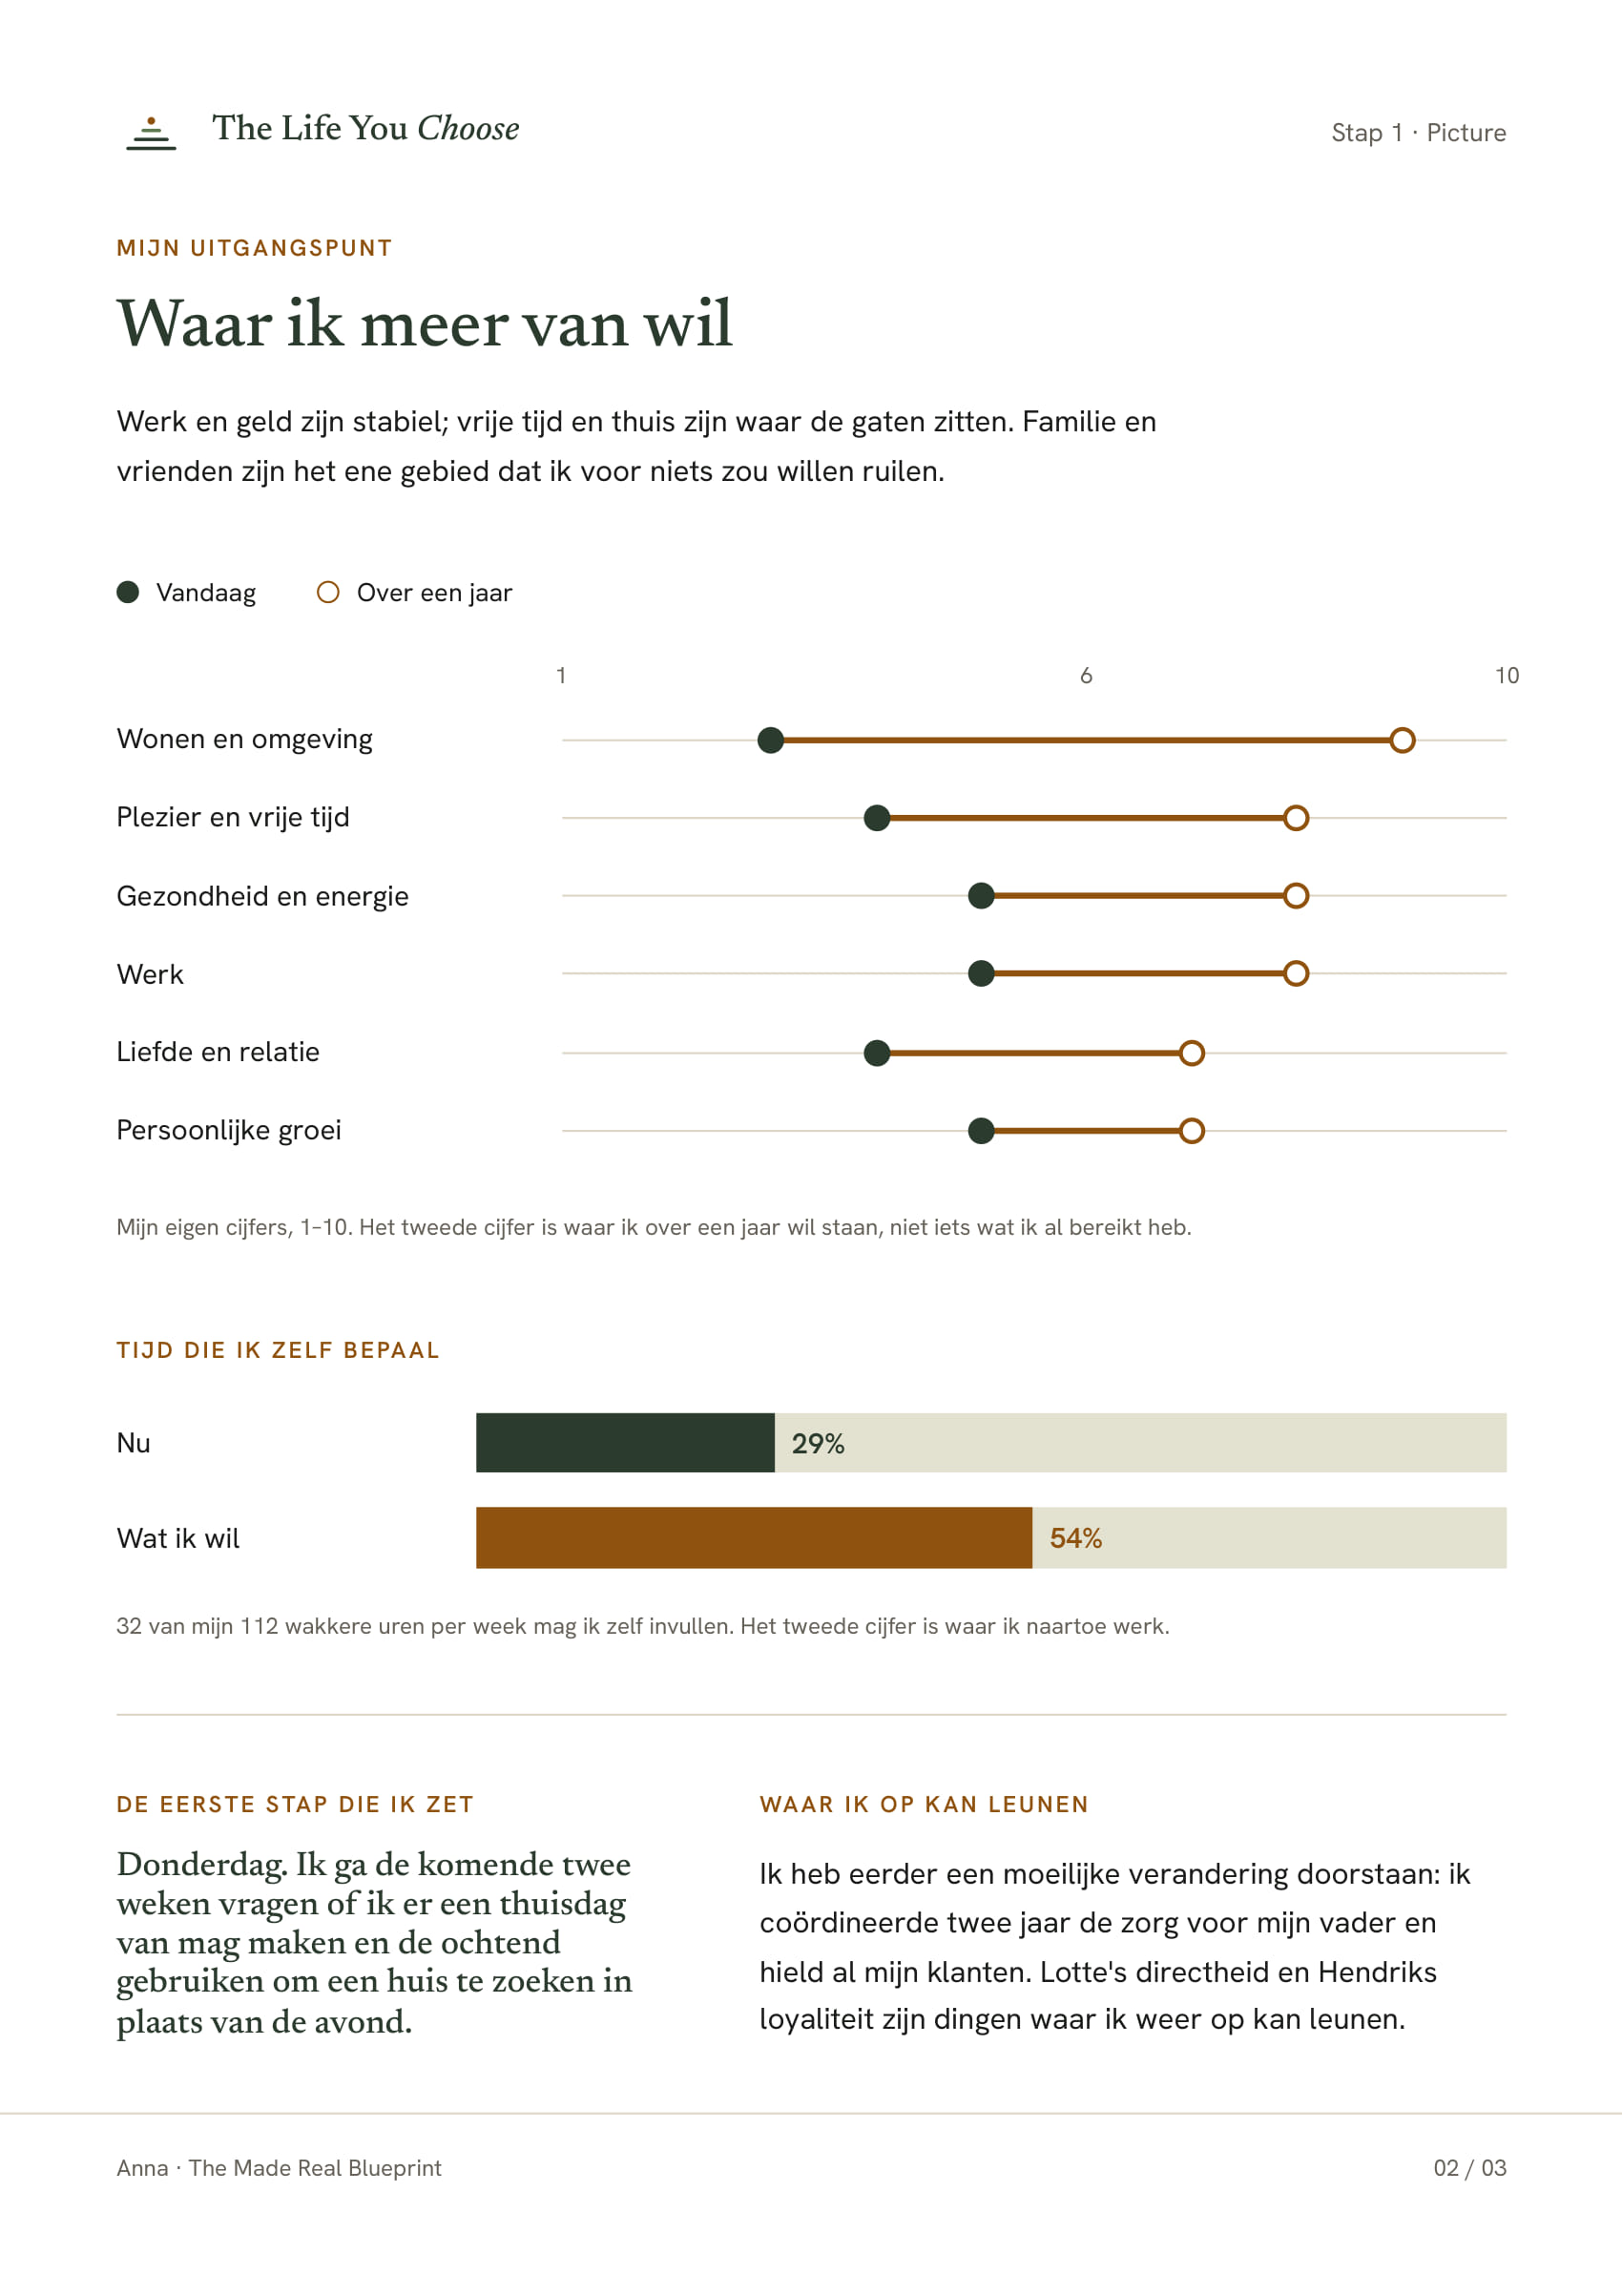 The Life You Choose
Stap 1 · Picture
MIJN UITGANGSPUNT
Waar ik meer van wil
Werk en geld zijn stabiel; vrije tijd en thuis zijn waar de gaten zitten. Familie en
vrienden zijn het ene gebied dat ik voor niets zou willen ruilen.
Vandaag
Over een jaar
1 6 10
Wonen en omgeving
Plezier en vrije tijd
Gezondheid en energie
Werk
Liefde en relatie
Persoonlijke groei
Mijn eigen cijfers, 1–10. Het tweede cijfer is waar ik over een jaar wil staan, niet iets wat ik al bereikt heb.
TIJD DIE IK ZELF BEPAAL
Nu 29%
Wat ik wil 54%
32 van mijn 112 wakkere uren per week mag ik zelf invullen. Het tweede cijfer is waar ik naartoe werk.
DE EERSTE STAP DIE IK ZET
Donderdag. Ik ga de komende twee
weken vragen of ik er een thuisdag
van mag maken en de ochtend
gebruiken om een huis te zoeken in
plaats van de avond.
WAAR IK OP KAN LEUNEN
Ik heb eerder een moeilijke verandering doorstaan: ik
coördineerde twee jaar de zorg voor mijn vader en
hield al mijn klanten. Lotte's directheid en Hendriks
loyaliteit zijn dingen waar ik weer op kan leunen.
Anna · The Made Real Blueprint
02 / 03